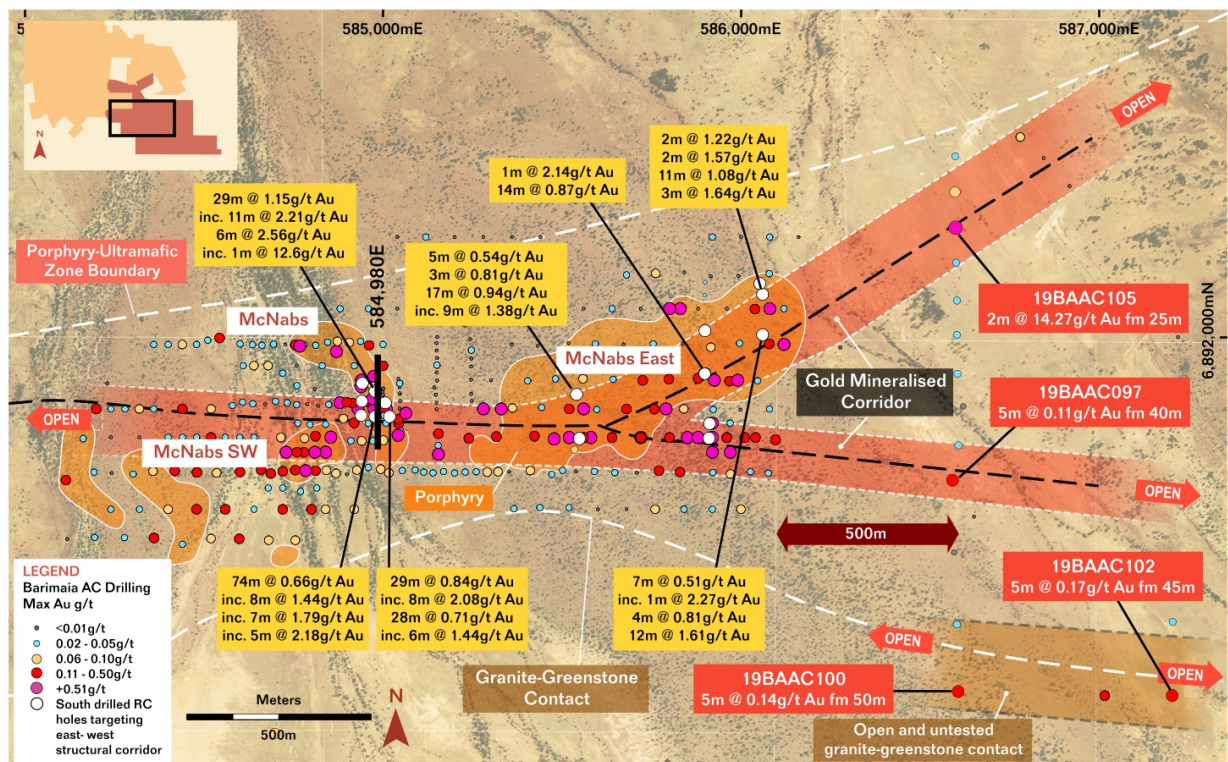 5
585,000mE
586,000mE
587,000mE
N
OPEN
2m @ 1.22g/t Au
2m @ 1.57g/t Au
11m @ 1.08g/t Au
3m @ 1.64g/t Au
1m @ 2.14g/t Au
14m @ 0.87g/t Au
29m @ 1.15g/t Au
inc. 11m @ 2.21g/t Au
6m @ 2.56g/t Au
inc. 1m @ 12.6g/t Au
Porphyry-Ultramafic
Zone Boundary
584,980E
5m @ 0.54g/t Au
3m @ 0.81g/t Au
17m @ 0.94g/t Au
inc. 9m @ 1.38g/t Au
19BAAC105
2m @ 14.27g/t Au fm 25m
6,892,000mN
McNabs
McNabs East
Gold Mineralised
Corridor
19BAAC097
5m @ 0.11g/t Au fm 40m
OPEN
McNabs SW
Porphyry
OPEN
500m
LEGEND
Barimaia AC Drilling
Max Au g/t
<0.01g/t
0.02 - 0.05g/t
0.06 - 0.10g/t
0.11 - 0.50g/t
+0.51g/t
South drilled RC
holes targeting
east- west
structural corridor
74m @ 0.66g/t Au
inc. 8m @ 1.44g/t Au
inc. 7m @ 1.79g/t Au
inc. 5m @ 2.18g/t Au
29m @ 0.84g/t Au
inc. 8m @ 2.08g/t Au
28m @ 0.71g/t Au
inc. 6m @ 1.44g/t Au
7m @ 0.51g/t Au
inc. 1m @ 2.27g/t Au
4m @ 0.81g/t Au
12m @ 1.61g/t Au
19BAAC102
5m @ 0.17g/t Au fm 45m
OPEN
OPEN
Granite-Greenstone
Contact
19BAAC100
5m @ 0.14g/t Au fm 50m
Meters
500m
N
Open and untested
granite-greenstone contact